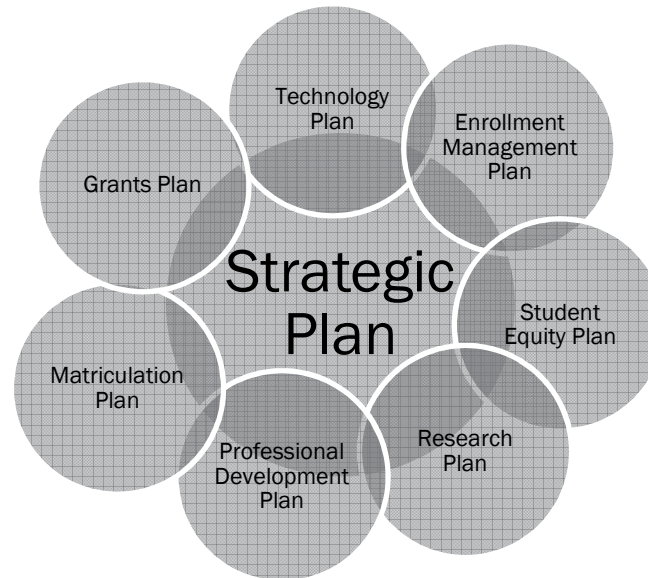 Technology
Plan
Enrollment
Management
Plan
Grants Plan
Strategic
Plan
Student
Equity Plan
Matriculation
Plan
Research
Plan
Professional
Development
Plan